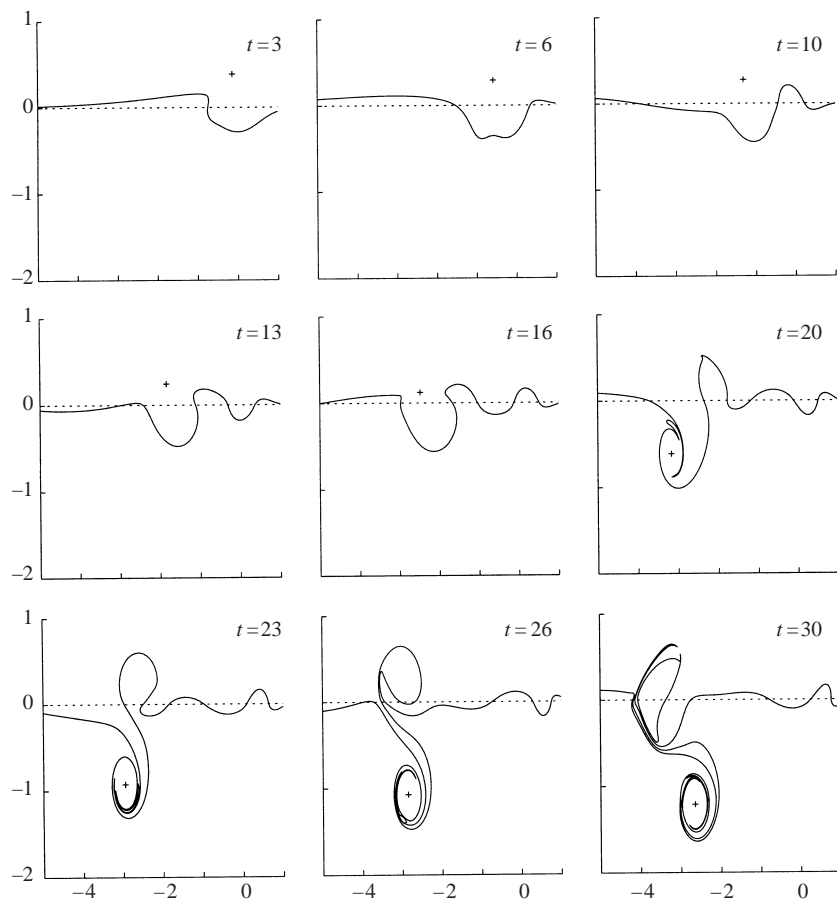 1
t = 3
t = 6
t = 10
0
−1
−2
1
t = 13
t = 16
t = 20
0
−1
−2
1
t = 23
t = 26
t = 30
0
−1
−2
−4 −2 0 −4 −2 0 −4 −2 0